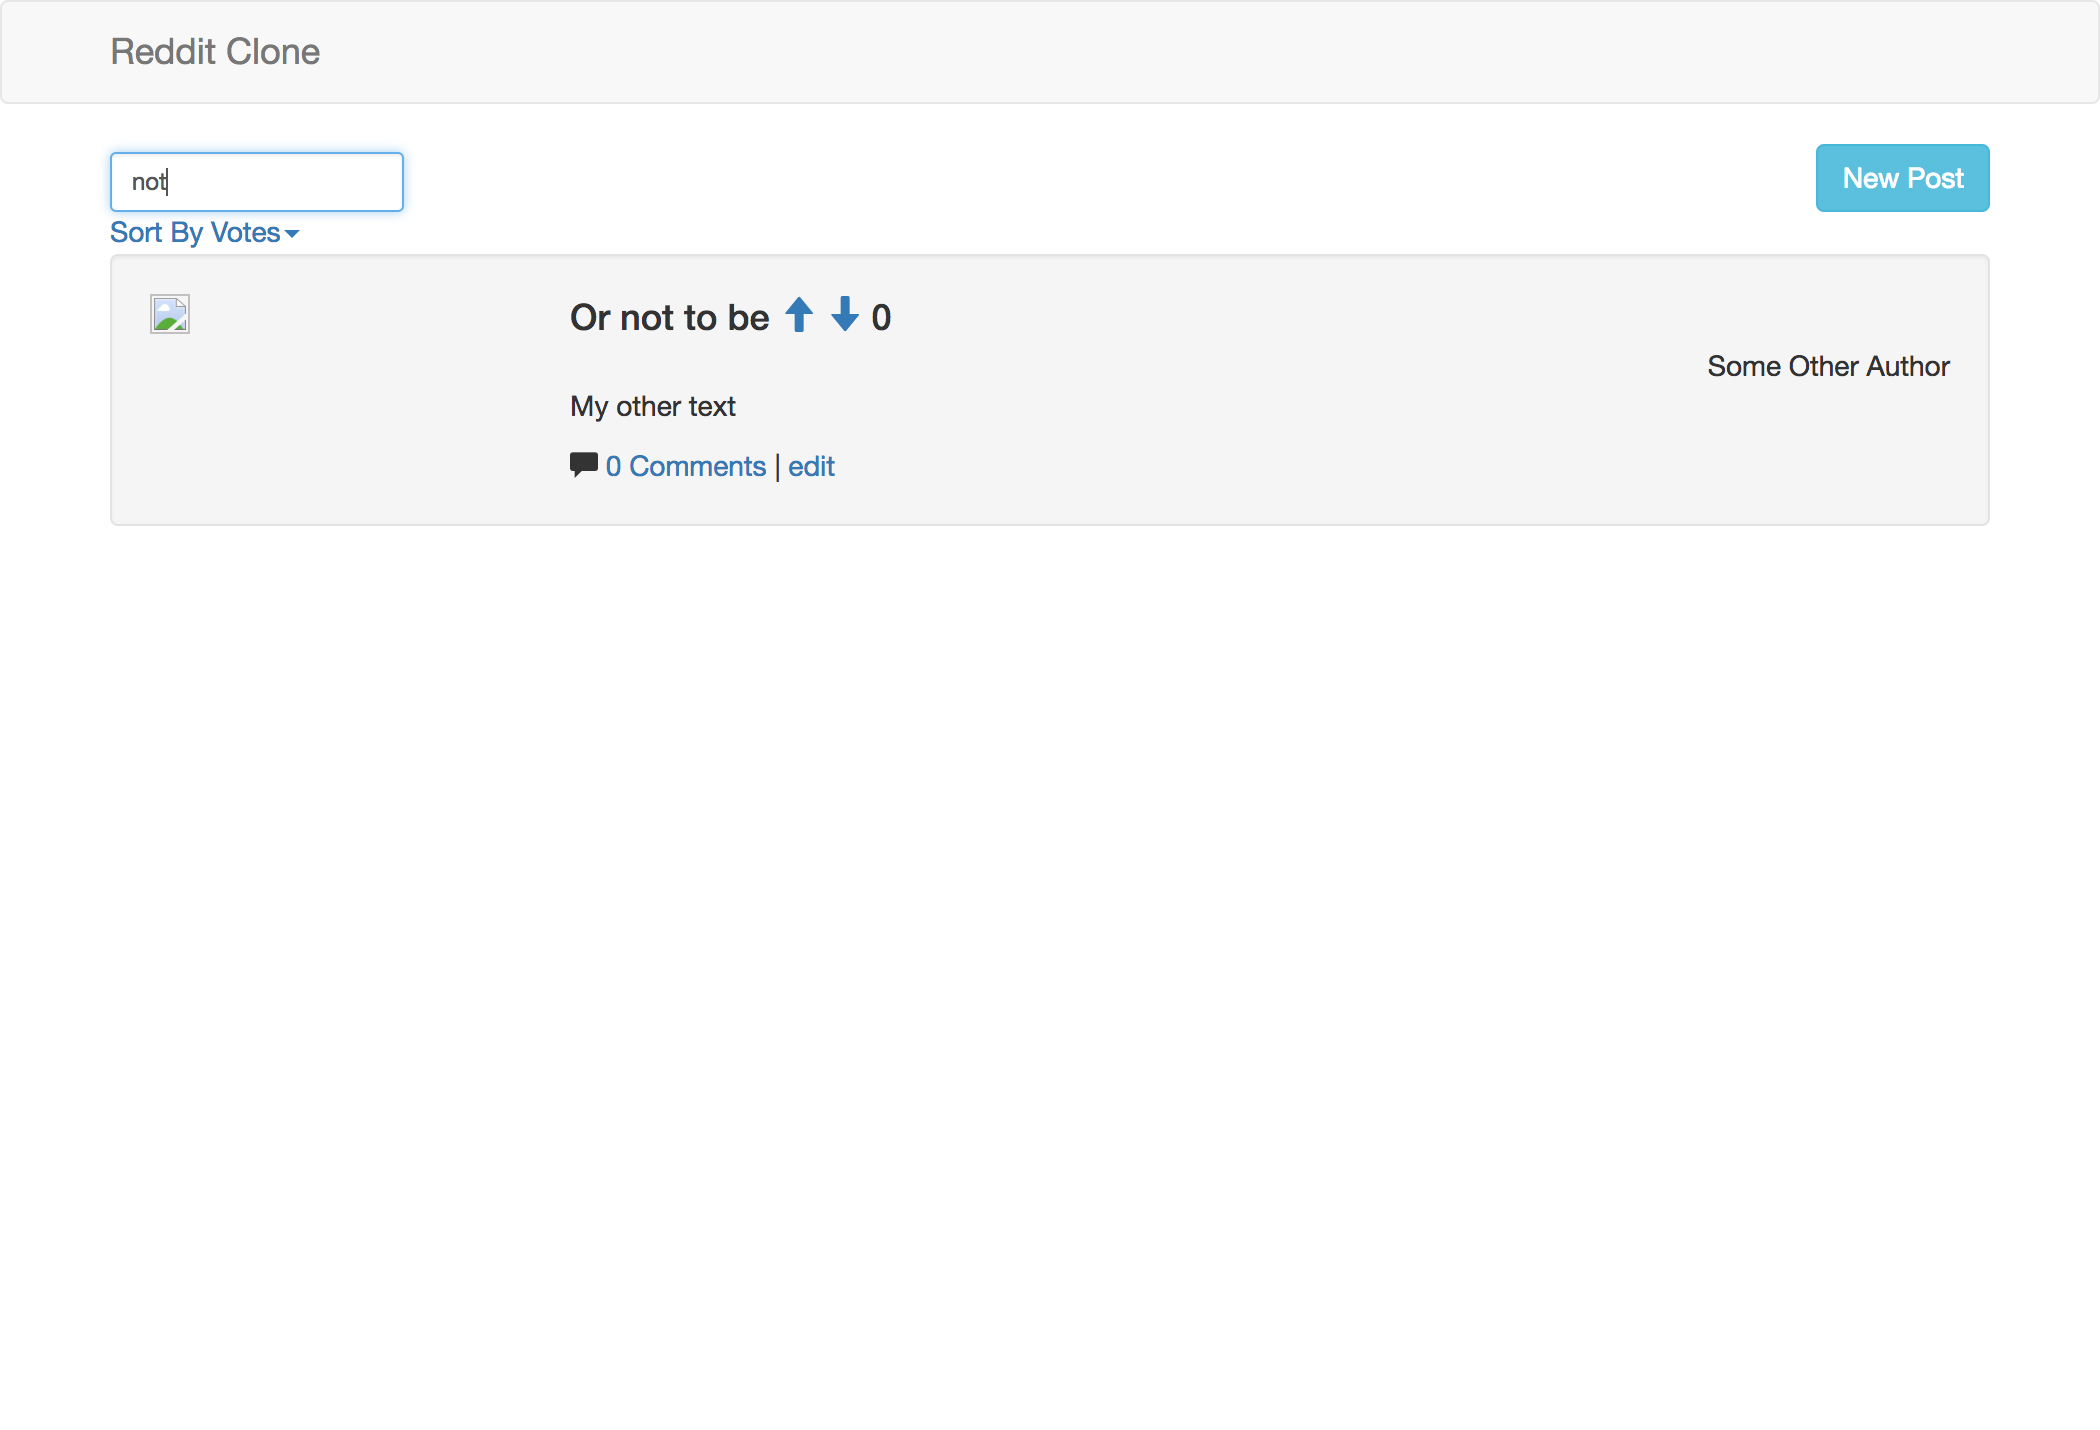 Reddit Clone
not
New Post
Sort By Votes
Or not to be 0
Some Other Author
My other text
0 Comments | edit